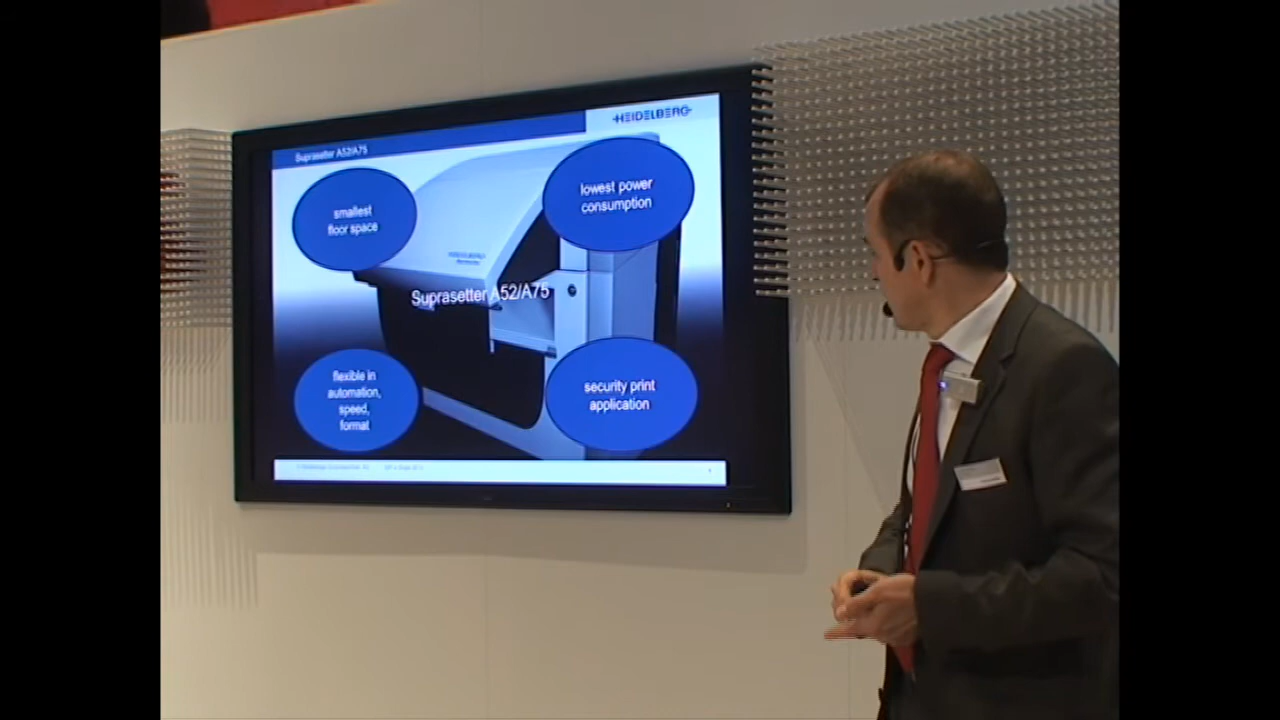 HEIDELBERG
Suprasetter A52/A75
smallest
floor space
lowest power
consumption
HEIDELBERG
Suprasetter A52/A75
flexible in
automation,
speed,
format
security print
application